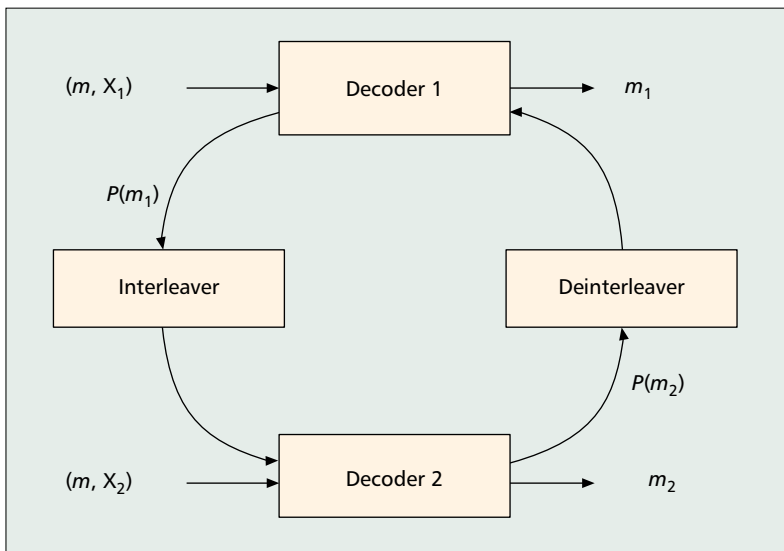 (m, X₁)
Decoder 1
m₁
P(m₁)
Interleaver
Deinterleaver
P(m₂)
(m, X₂)
Decoder 2
m₂